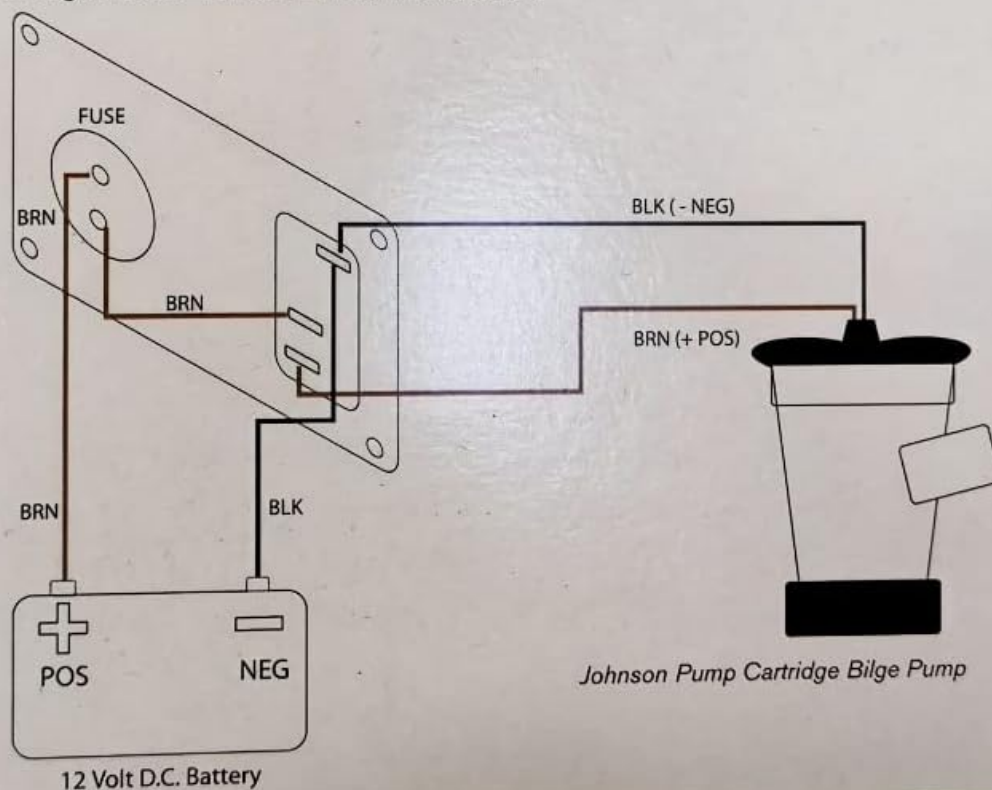 FUSE
BRN
BLK ( - NEG)
BRN
BRN (+ POS)
BRN
BLK
POS
NEG
Johnson Pump Cartridge Bilge Pump
12 Volt D.C. Battery